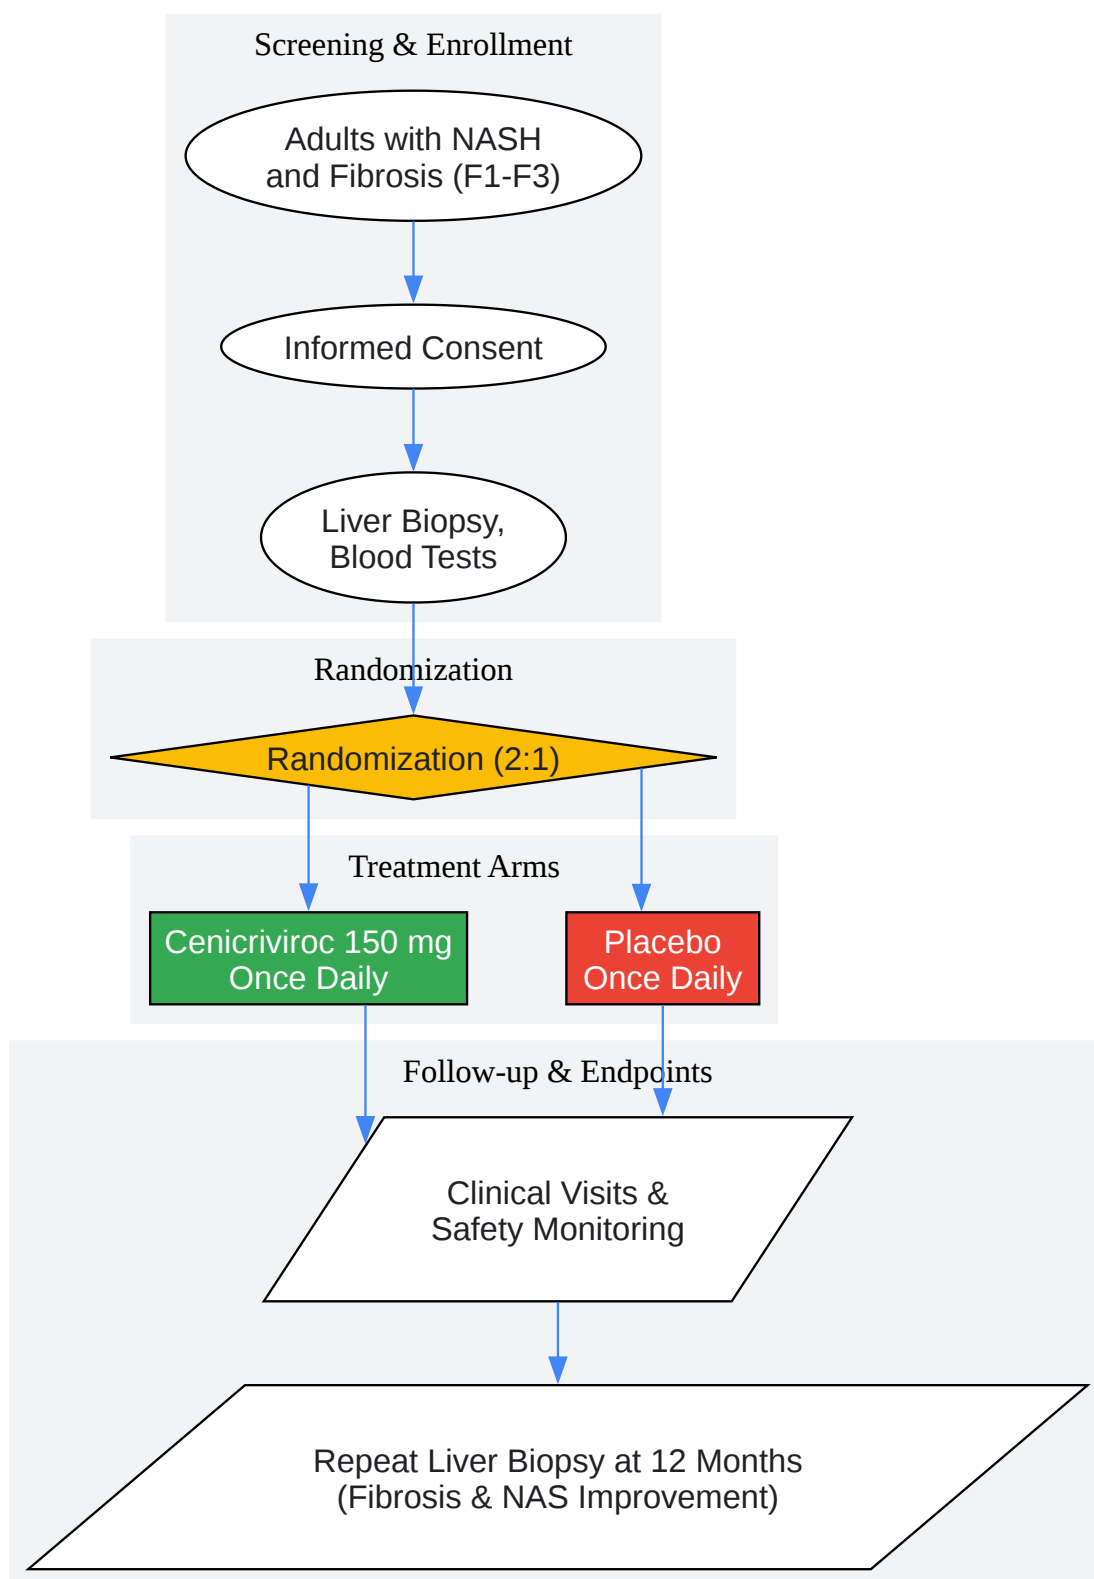 Screening & Enrollment
Adults with NASH
and Fibrosis (F1-F3)
Informed Consent
Liver Biopsy,
Blood Tests
Randomization
Randomization (2:1)
Treatment Arms
Cenicriviroc 150 mg
Once Daily
Placebo
Once Daily
Follow-up & Endpoints
Clinical Visits &
Safety Monitoring
Repeat Liver Biopsy at 12 Months
(Fibrosis & NAS Improvement)